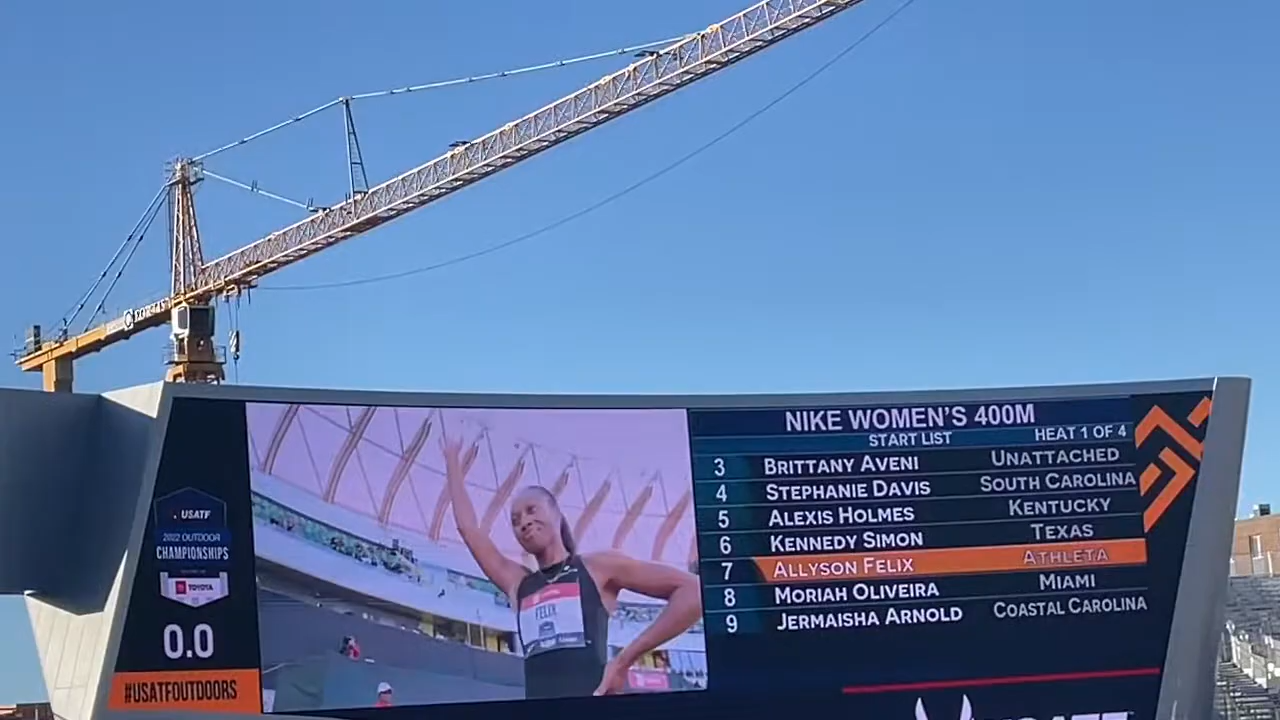 NIKE WOMEN'S 400M
START LIST HEAT 1 OF 4
3 BRITTANY AVENI UNATTACHED
4 STEPHANIE DAVIS SOUTH CAROLINA
5 ALEXIS HOLMES KENTUCKY
6 KENNEDY SIMON TEXAS
7 ALLYSON FELIX ATHLETA
8 MORIAH OLIVEIRA MIAMI
9 JERMAISHA ARNOLD COASTAL CAROLINA
USATF
2022 OUTDOOR
CHAMPIONSHIPS
TOYOTA
0.0
#USATFOUTDOORS
FELIX
USATF